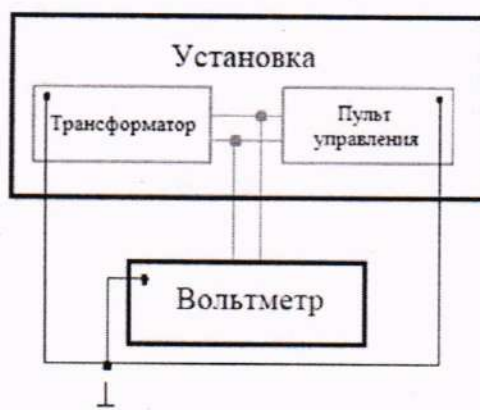 Установка
Трансформатор
Пульт
управления
Вольтметр